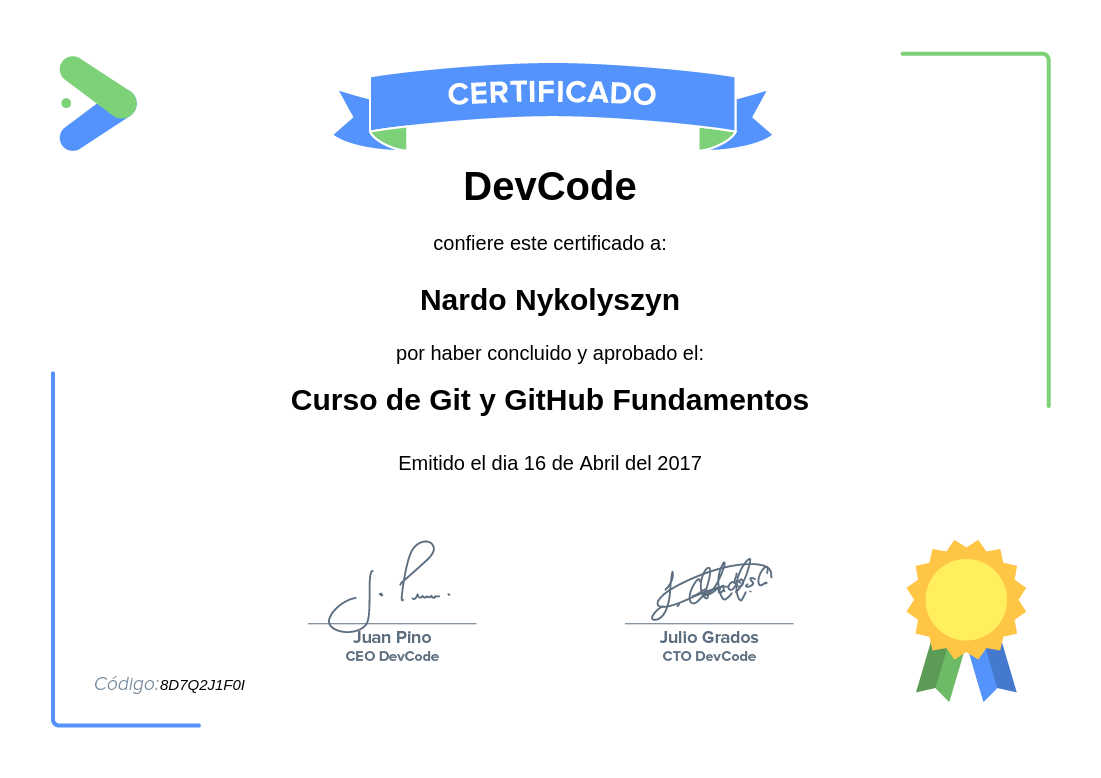 CERTIFICADO
DevCode
confiere este certificado a:
Nardo Nykolyszyn
por haber concluido y aprobado el:
Curso de Git y GitHub Fundamentos
Emitido el dia 16 de Abril del 2017
Juan Pino
CEO DevCode
Julio Grados
CTO DevCode
Código:8D7Q2J1F0I